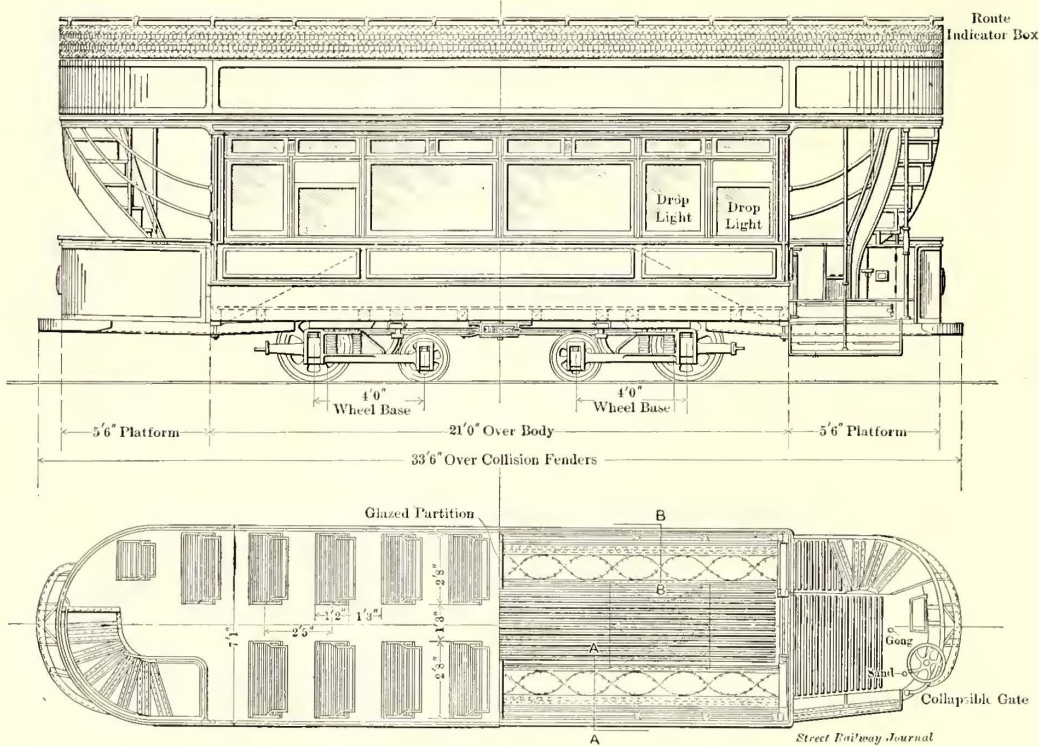 Route
Indicator Box
Drop
Light
Drop
Light
4'0"
Wheel Base
4'0"
Wheel Base
5'6" Platform
21'0" Over Body
5'6" Platform
33'6" Over Collision Fenders
Glazed Partition
B
2'8"
B
1'2"
1'3"
1'3"
2'5"
7'1"
Gong
A
2'8"
Sand
Collapsible Gate
A
Street Railway Journal